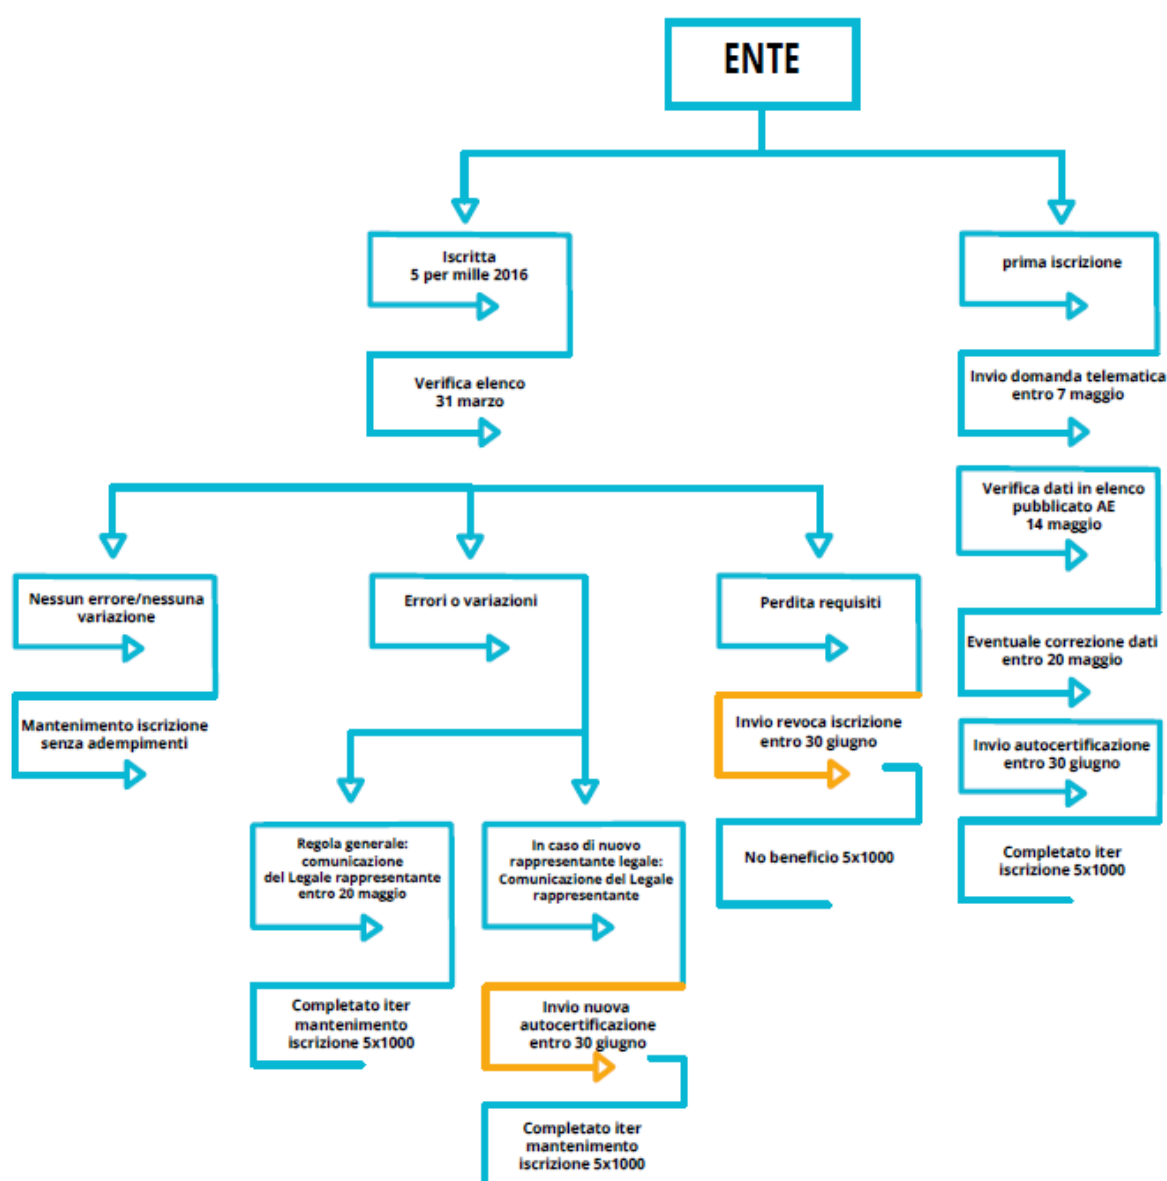 ENTE
Iscritta
5 per mille 2016
Verifica elenco
31 marzo
prima iscrizione
Invio domanda telematica
entro 7 maggio
Verifica dati in elenco
pubblicato AE
14 maggio
Eventuale correzione dati
entro 20 maggio
Invio autocertificazione
entro 30 giugno
Completato iter
iscrizione 5x1000
Nessun errore/nessuna
variazione
Mantenimento iscrizione
senza adempimenti
Errori o variazioni
Regola generale:
comunicazione
del Legale rappresentante
entro 20 maggio
Completato iter
mantenimento
iscrizione 5x1000
In caso di nuovo
rappresentante legale:
Comunicazione del Legale
rappresentante
Invio nuova
autocertificazione
entro 30 giugno
Completato iter
mantenimento
iscrizione 5x1000
Perdita requisiti
Invio revoca iscrizione
entro 30 giugno
No beneficio 5x1000